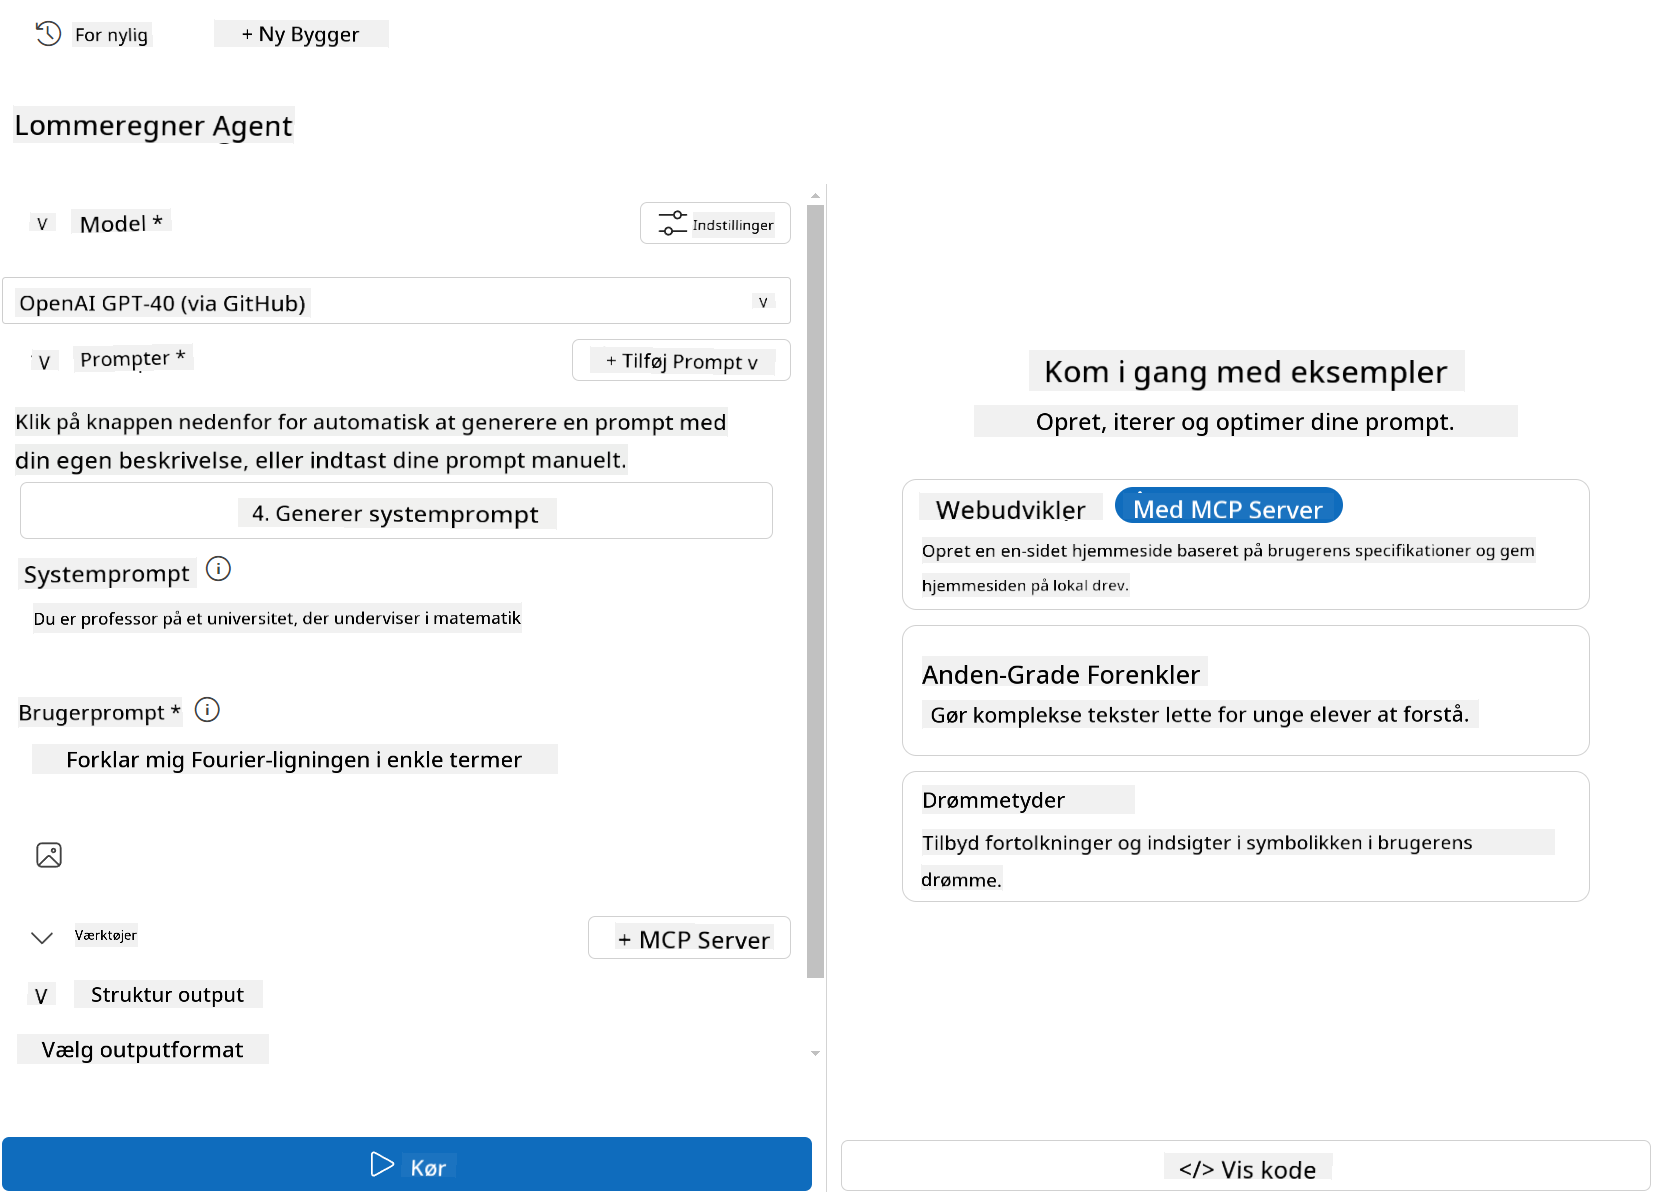 For nylig
+ Ny Bygger
Lommeregner Agent
V Model *
Indstillinger
OpenAI GPT-40 (via GitHub) V
V Prompter *
+ Tilføj Prompt v
Klik på knappen nedenfor for automatisk at generere en prompt med
din egen beskrivelse, eller indtast dine prompt manuelt.
4. Generer systemprompt
Systemprompt
Du er professor på et universitet, der underviser i matematik
Brugerprompt *
Forklar mig Fourier-ligningen i enkle termer
Værktøjer
+ MCP Server
V Struktur output
Vælg outputformat
Kør
Kom i gang med eksempler
Opret, iterer og optimer dine prompt.
Webudvikler Med MCP Server
Opret en en-sidet hjemmeside baseret på brugerens specifikationer og gem
hjemmesiden på lokal drev.
Anden-Grade Forenkler
Gør komplekse tekster lette for unge elever at forstå.
Drømmetyder
Tilbyd fortolkninger og indsigter i symbolikken i brugerens
drømme.
</> Vis kode